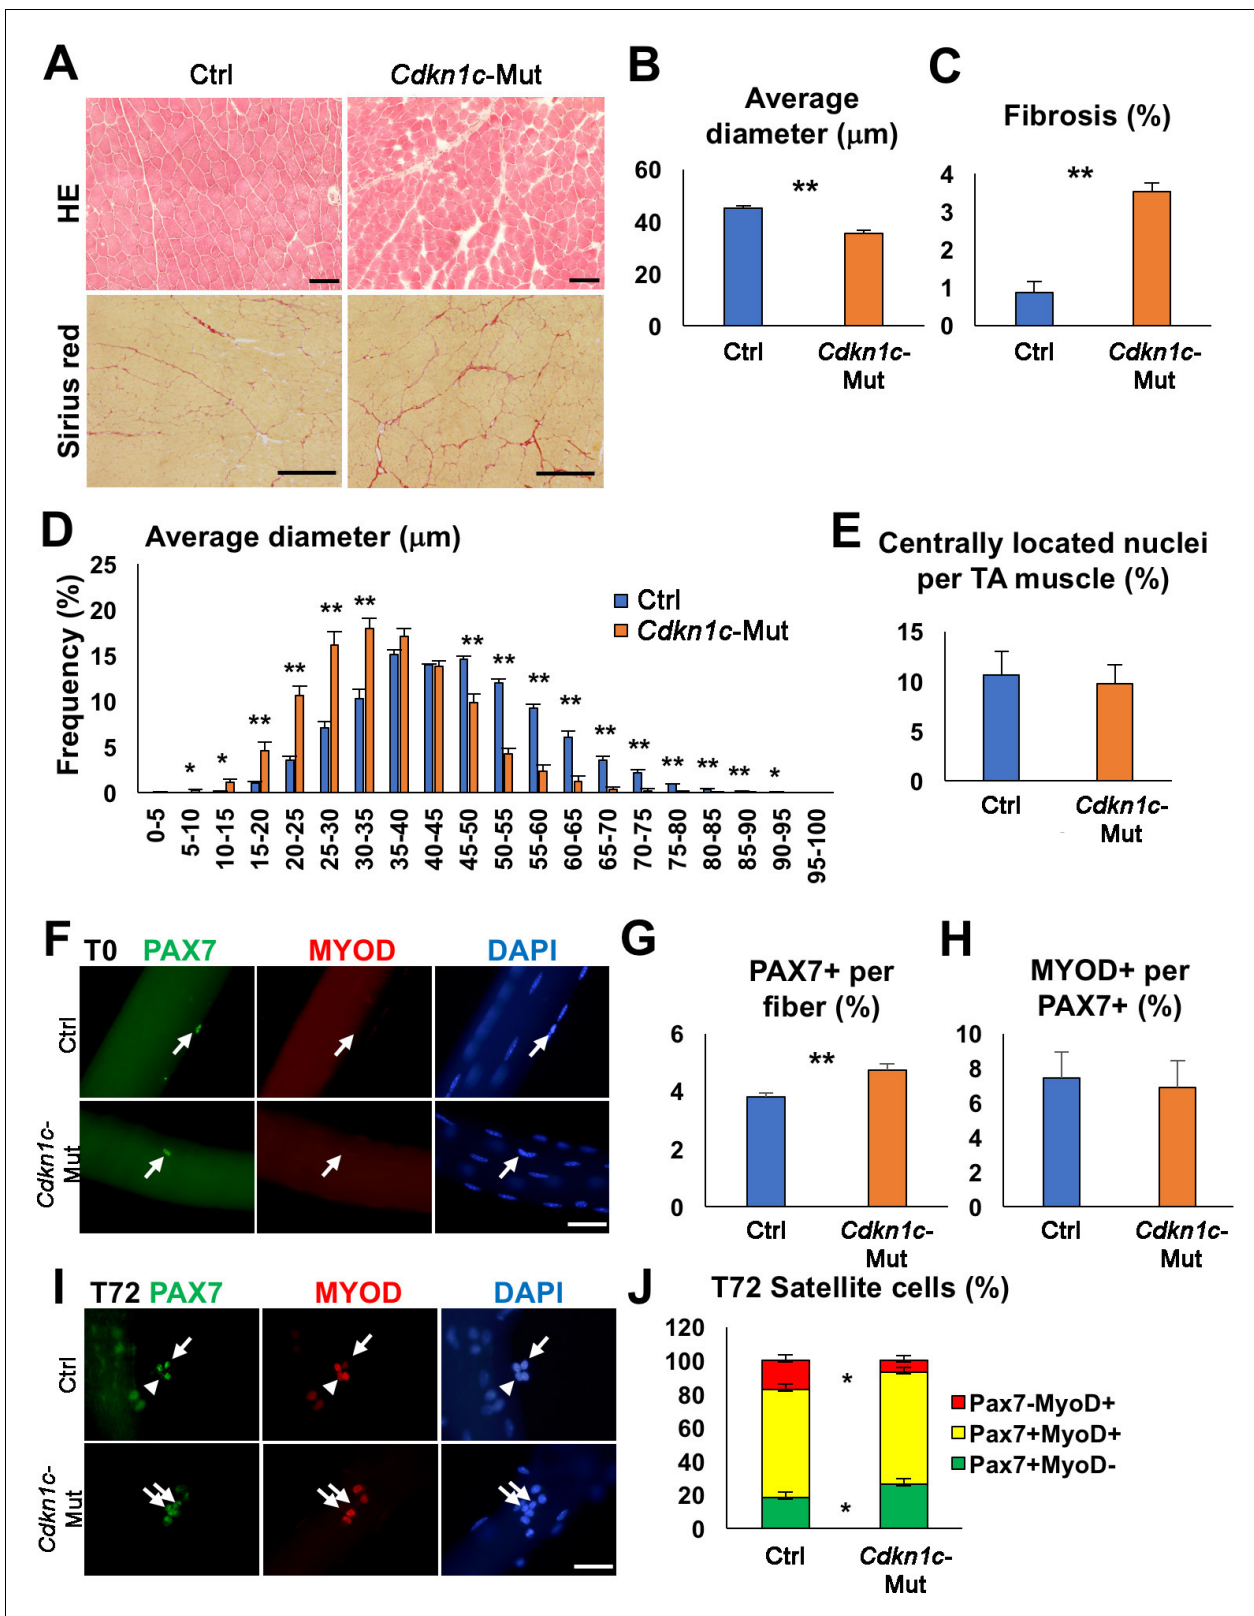 A
Ctrl
Cdkn1c-Mut
HE
Sirius red
B
Average
diameter (μm)
60
40
20
0
**
Ctrl
Cdkn1c-
Mut
C
Fibrosis (%)
4
3
2
1
0
**
Ctrl
Cdkn1c-
Mut
D
Average diameter (μm)
Frequency (%)
25
20
15
10
5
0
* * ** ** ** ** ** ** ** ** ** ** ** ** ** *
Ctrl
Cdkn1c-Mut
0-5 5-10 10-15 15-20 20-25 25-30 30-35 35-40 40-45 45-50 50-55 55-60 60-65 65-70 70-75 75-80 80-85 85-90 90-95 95-100
E
Centrally located nuclei
per TA muscle (%)
15
10
5
0
Ctrl
Cdkn1c-
Mut
F
T0 PAX7 MYOD DAPI
Ctrl
Cdkn1c-
Mut
G
PAX7+ per
fiber (%)
6
4
2
0
**
Ctrl
Cdkn1c-
Mut
H
MYOD+ per
PAX7+ (%)
10
8
6
4
2
0
Ctrl
Cdkn1c-
Mut
I
T72 PAX7 MYOD DAPI
Ctrl
Cdkn1c-
Mut
J
T72 Satellite cells (%)
120
100
80
60
40
20
0
*
*
Ctrl
Cdkn1c-
Mut
Pax7-MyoD+
Pax7+MyoD+
Pax7+MyoD-